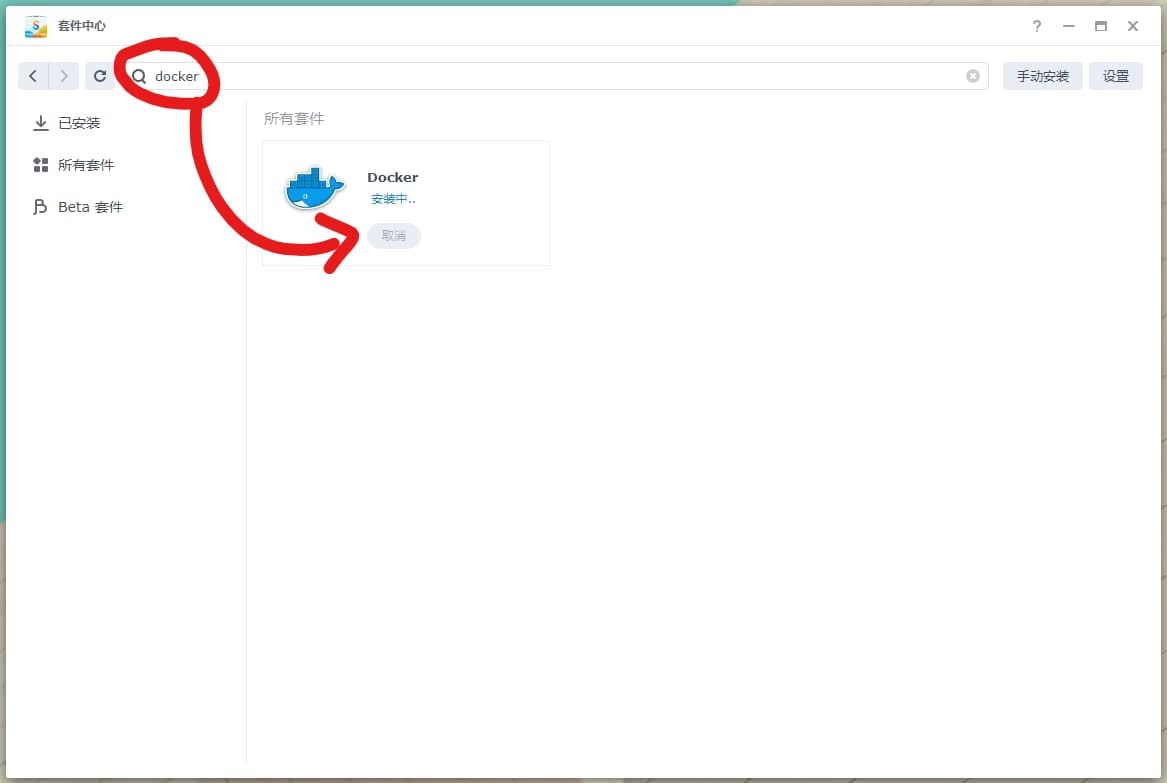 套件中心
docker
手动安装
设置
已安装
所有套件
Beta 套件
所有套件
Docker
安装中..
取消